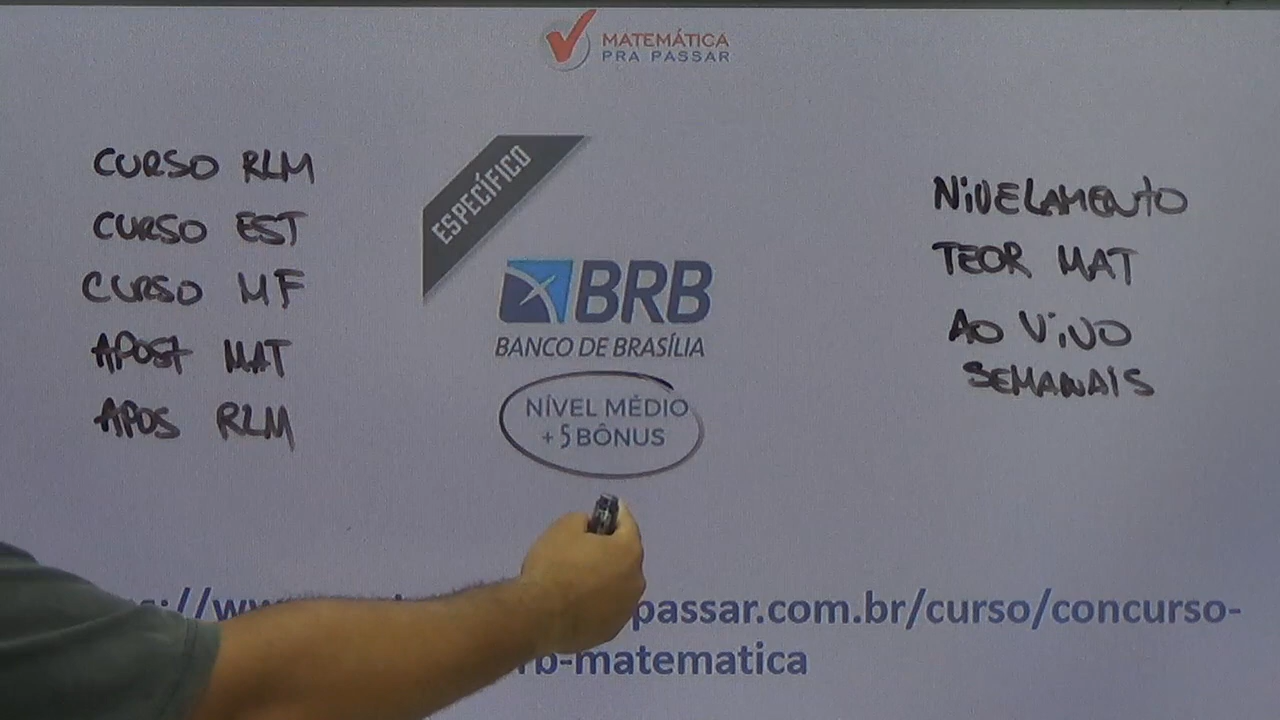 MATEMÁTICA
PRA PASSAR
CURSO RLM
CURSO EST
CURSO MF
APOST MAT
APOS RLM
ESPECÍFICO
BRB
BANCO DE BRASÍLIA
NÍVEL MÉDIO
+ 5 BÔNUS
NIVELAMENTO
TEOR MAT
AO VIVO
SEMANAIS
passar.com.br/curso/concurso-
rb-matematica